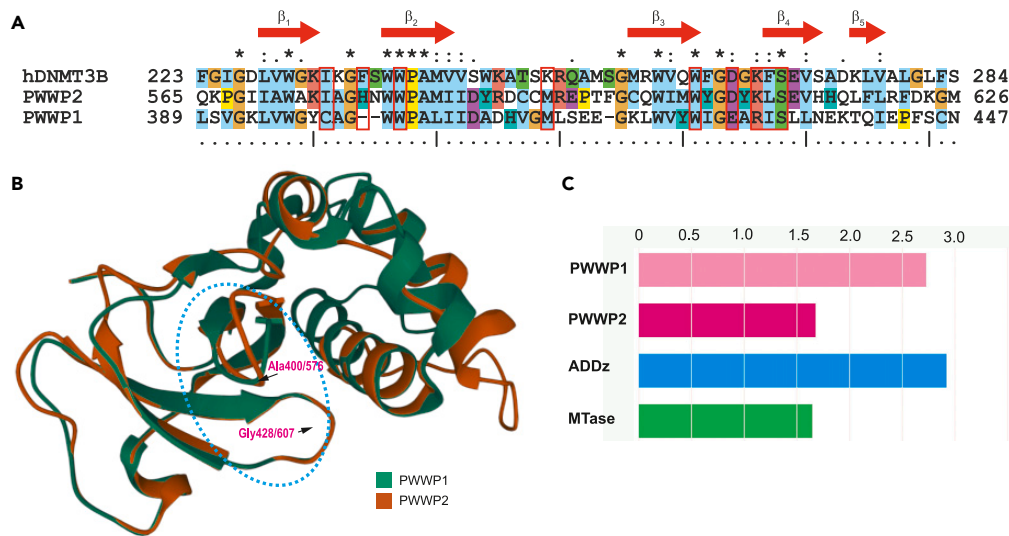 A
β1 β2 β3 β4 β5
hDNMT3B 223 FGIGDLVWGKIKGFSWWPAMVVSWKATSKRQAMSGMRWVQWFGDGKFSEVSADKLVALGLFS 284
PWWP2 565 QKPGIIAWAKIAGHNWWPAMIIDYRDCCMREPTFGCQWIMWYGDYKLSEVHHQLFLRFDKGM 626
PWWP1 389 LSVGKLVWGYCAG--WWPALIIDADHVGMLSEE-GKLWVYWIGEARISLLNEKTQIEPFSCN 447
B
Ala400/576
Gly428/607
PWWP1
PWWP2
C
0 0.5 1.0 1.5 2.0 2.5 3.0
PWWP1
PWWP2
ADDz
MTase